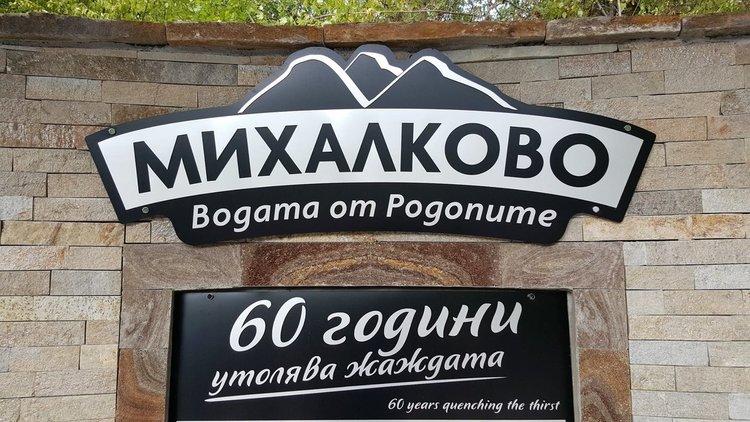 МИХАЛКОВО
Водата от Родопите
60 години
утолява жаждата
60 years quenching the thirst